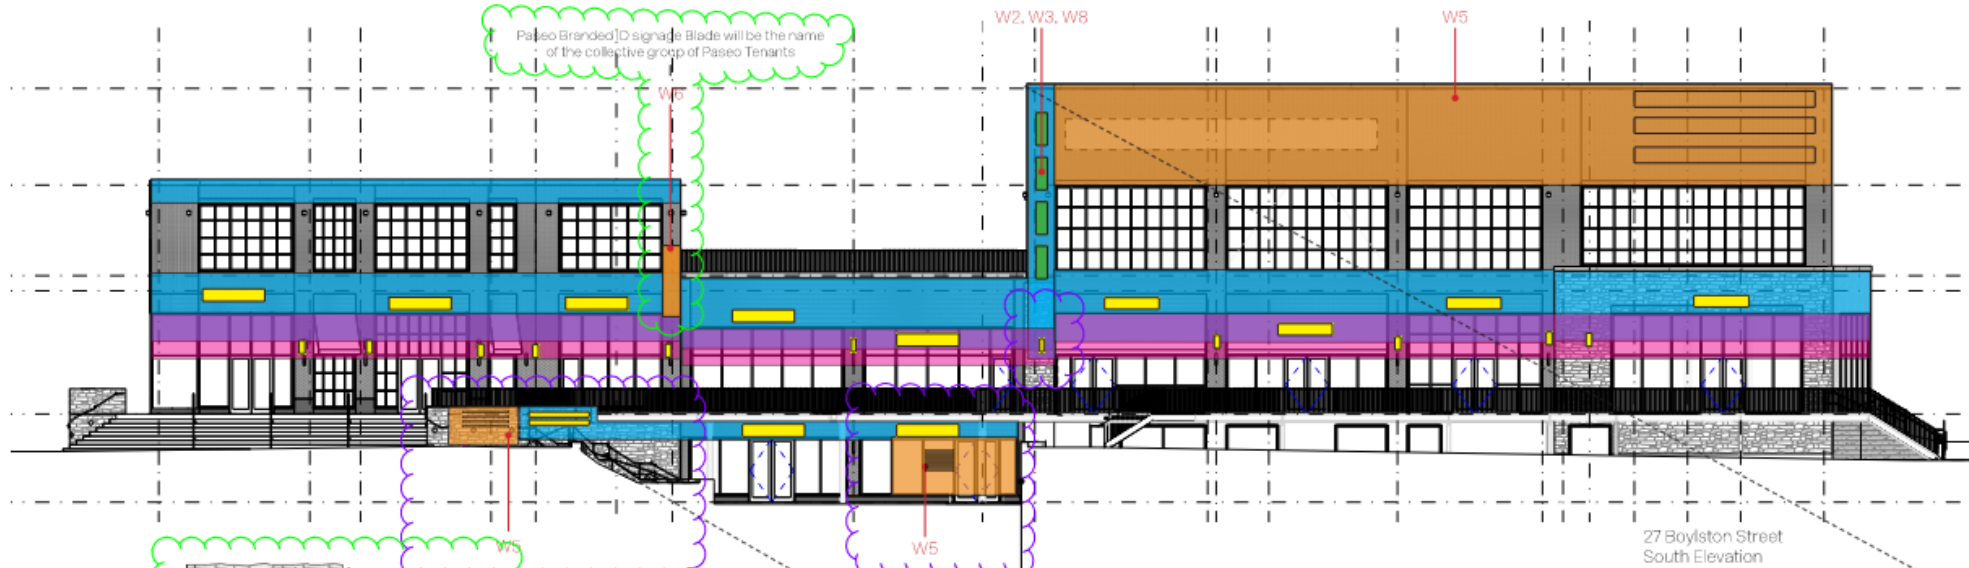 W2, W3, W8
W5
Paseo Branded ID signage Blade will be the name
of the collective group of Paseo Tenants
W6
W5
W5
27 Boylston Street
South Elevation